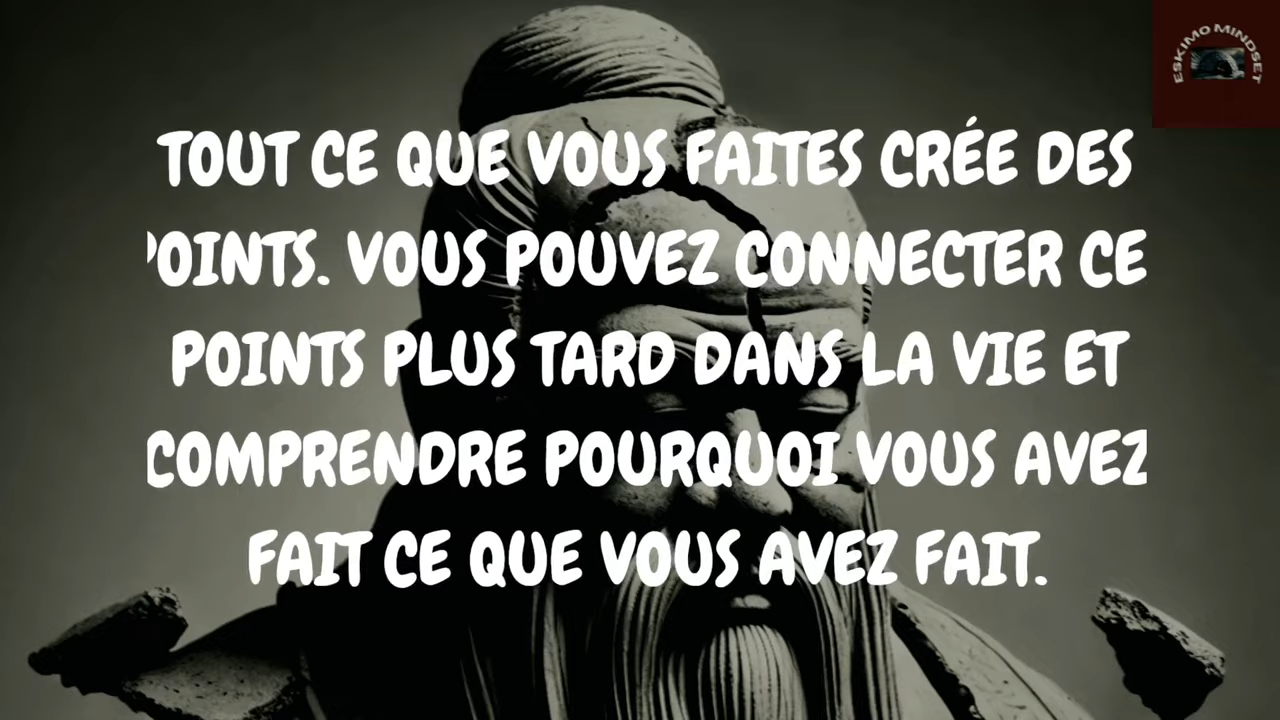 ESKIMO MINDSET
TOUT CE QUE VOUS FAITES CRÉE DES
POINTS. VOUS POUVEZ CONNECTER CE
POINTS PLUS TARD DANS LA VIE ET
COMPRENDRE POURQUOI VOUS AVEZ
FAIT CE QUE VOUS AVEZ FAIT.